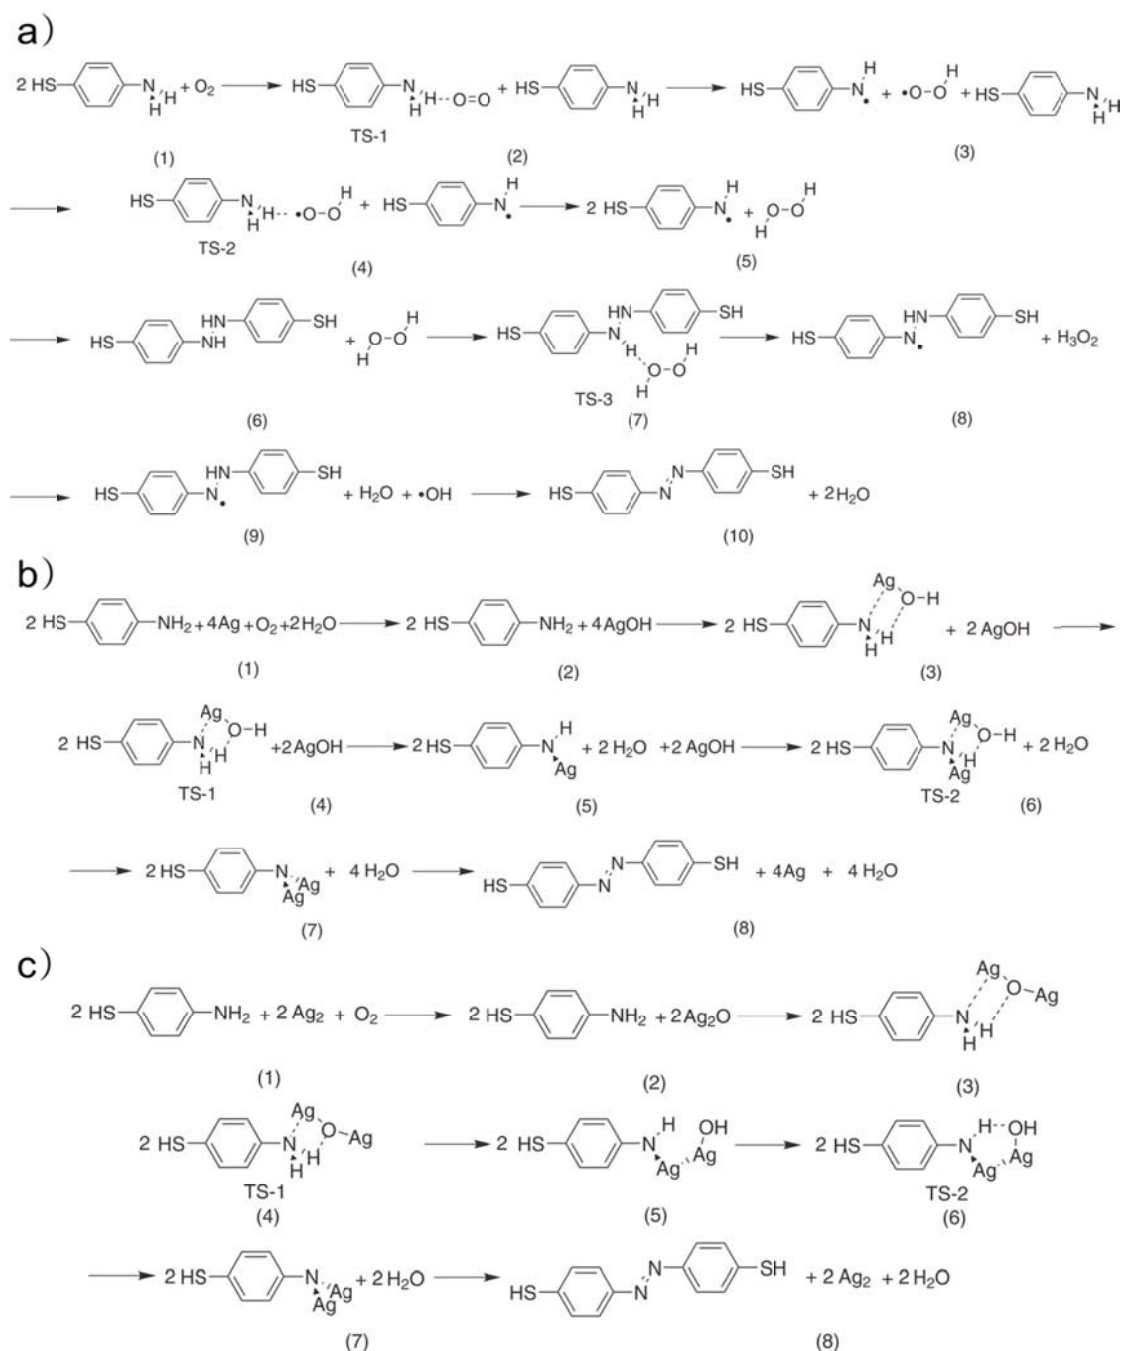 a)
2 HS NH H + O2 HS NH H O=O + HS NH H HS N H + O-O H + HS NH H
TS-1
(1) (2) (3)
HS NH H O-O H + HS N H 2 HS N H + H O-O H
TS-2
(4) (5)
HS HN NH SH + H O-O H HS HN N H SH H O-O H HS HN N SH + H3O2
TS-3
(6) (7) (8)
HS HN N SH + H2O + •OH HS N N SH + 2H2O
(9) (10)
b)
2 HS NH2 + 4Ag + O2 + 2H2O 2 HS NH2 + 4AgOH 2 HS N H H Ag O-H + 2 AgOH
(1) (2) (3)
2 HS N H H Ag O-H + 2AgOH 2 HS N H Ag + 2 H2O + 2 AgOH 2 HS N Ag H Ag O-H + 2 H2O
TS-1 TS-2
(4) (5) (6)
2 HS N Ag Ag + 4 H2O HS N N SH + 4Ag + 4 H2O
(7) (8)
c)
2 HS NH2 + 2 Ag2 + O2 2 HS NH2 + 2Ag2O 2 HS N H H Ag O Ag
(1) (2) (3)
2 HS N H H Ag O Ag 2 HS N H Ag Ag OH 2 HS N H Ag Ag OH
TS-1 TS-2
(4) (5) (6)
2 HS N Ag Ag + 2 H2O HS N N SH + 2 Ag2 + 2 H2O
(7) (8)